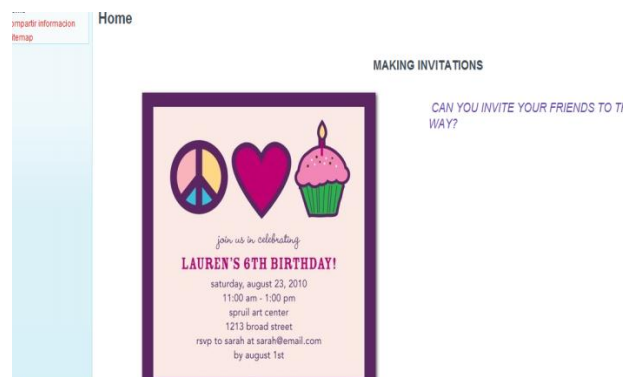 ompartir informacion
itemap
Home
MAKING INVITATIONS
CAN YOU INVITE YOUR FRIENDS TO
WAY?
join us in celebrating
LAUREN'S 6TH BIRTHDAY!
saturday, august 23, 2010
11:00 am - 1:00 pm
spruil art center
1213 broad street
rsvp to sarah at sarah@email.com
by august 1st